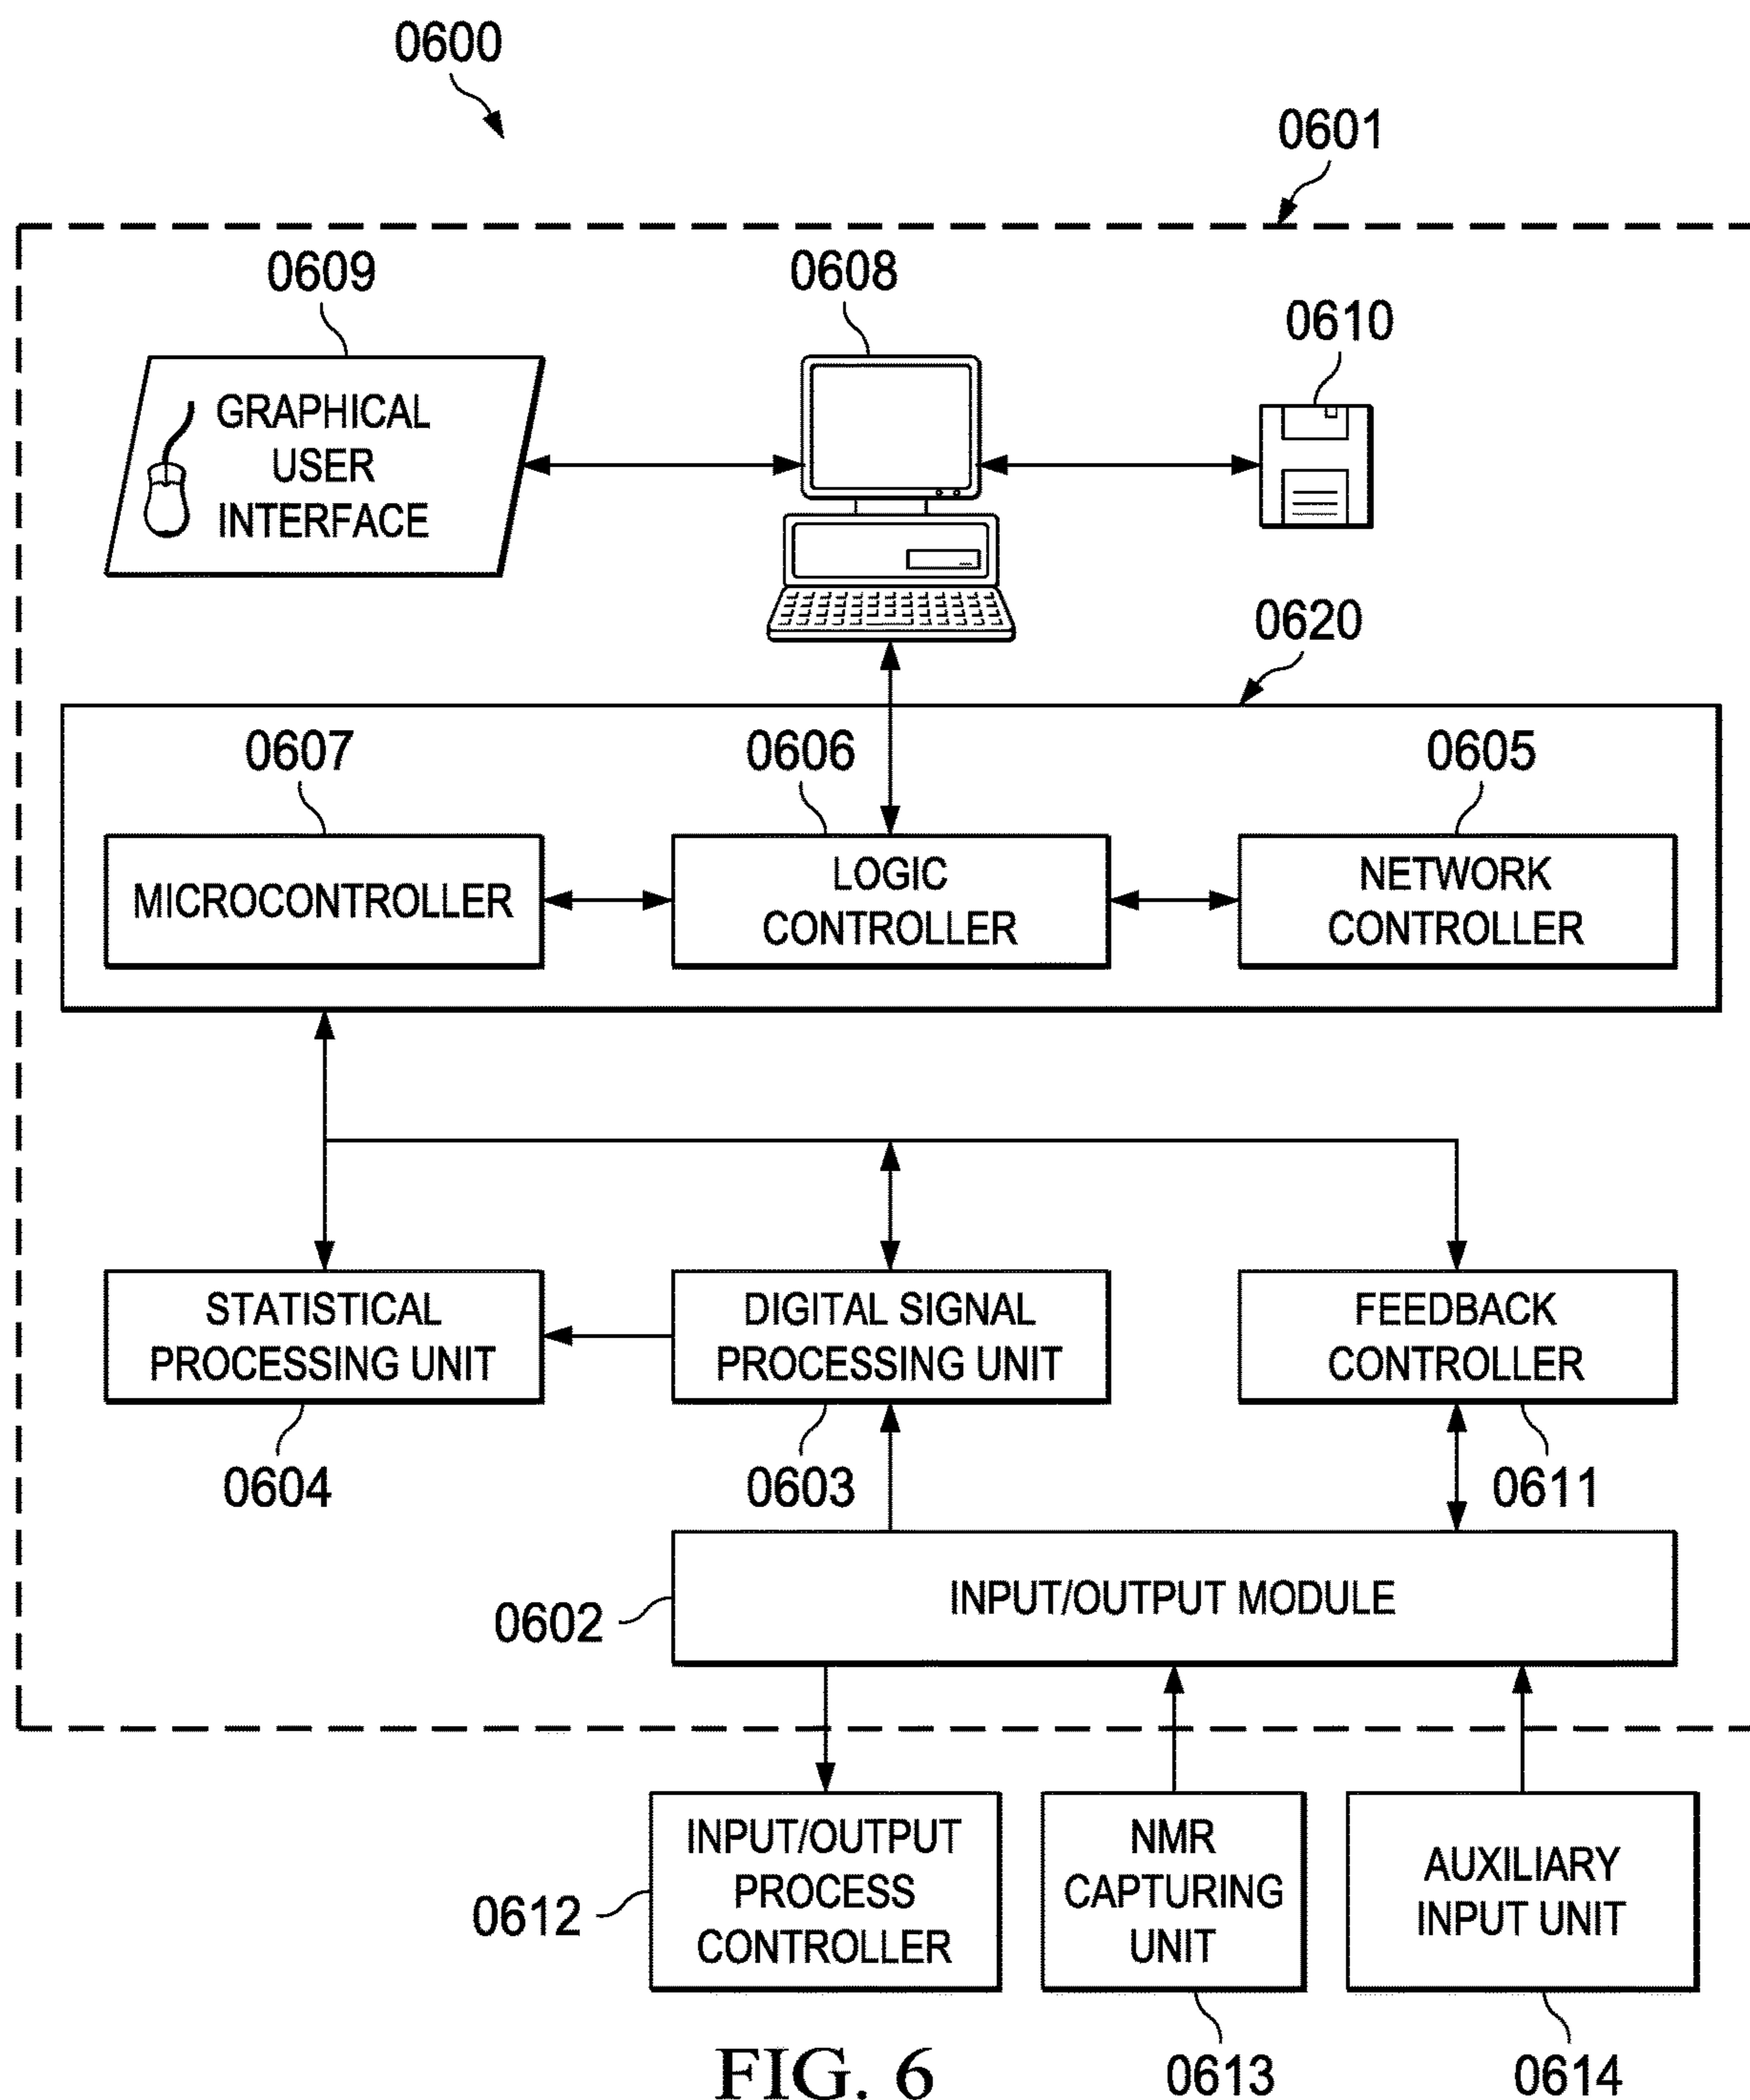 0600
0601
0609
0608
0610
GRAPHICAL
USER
INTERFACE
0620
0607
0606
0605
MICROCONTROLLER
LOGIC
CONTROLLER
NETWORK
CONTROLLER
STATISTICAL
PROCESSING UNIT
DIGITAL SIGNAL
PROCESSING UNIT
FEEDBACK
CONTROLLER
0604
0603
0611
INPUT/OUTPUT MODULE
0602
INPUT/OUTPUT
PROCESS
CONTROLLER
NMR
CAPTURING
UNIT
AUXILIARY
INPUT UNIT
0612
0613
0614
FIG. 6